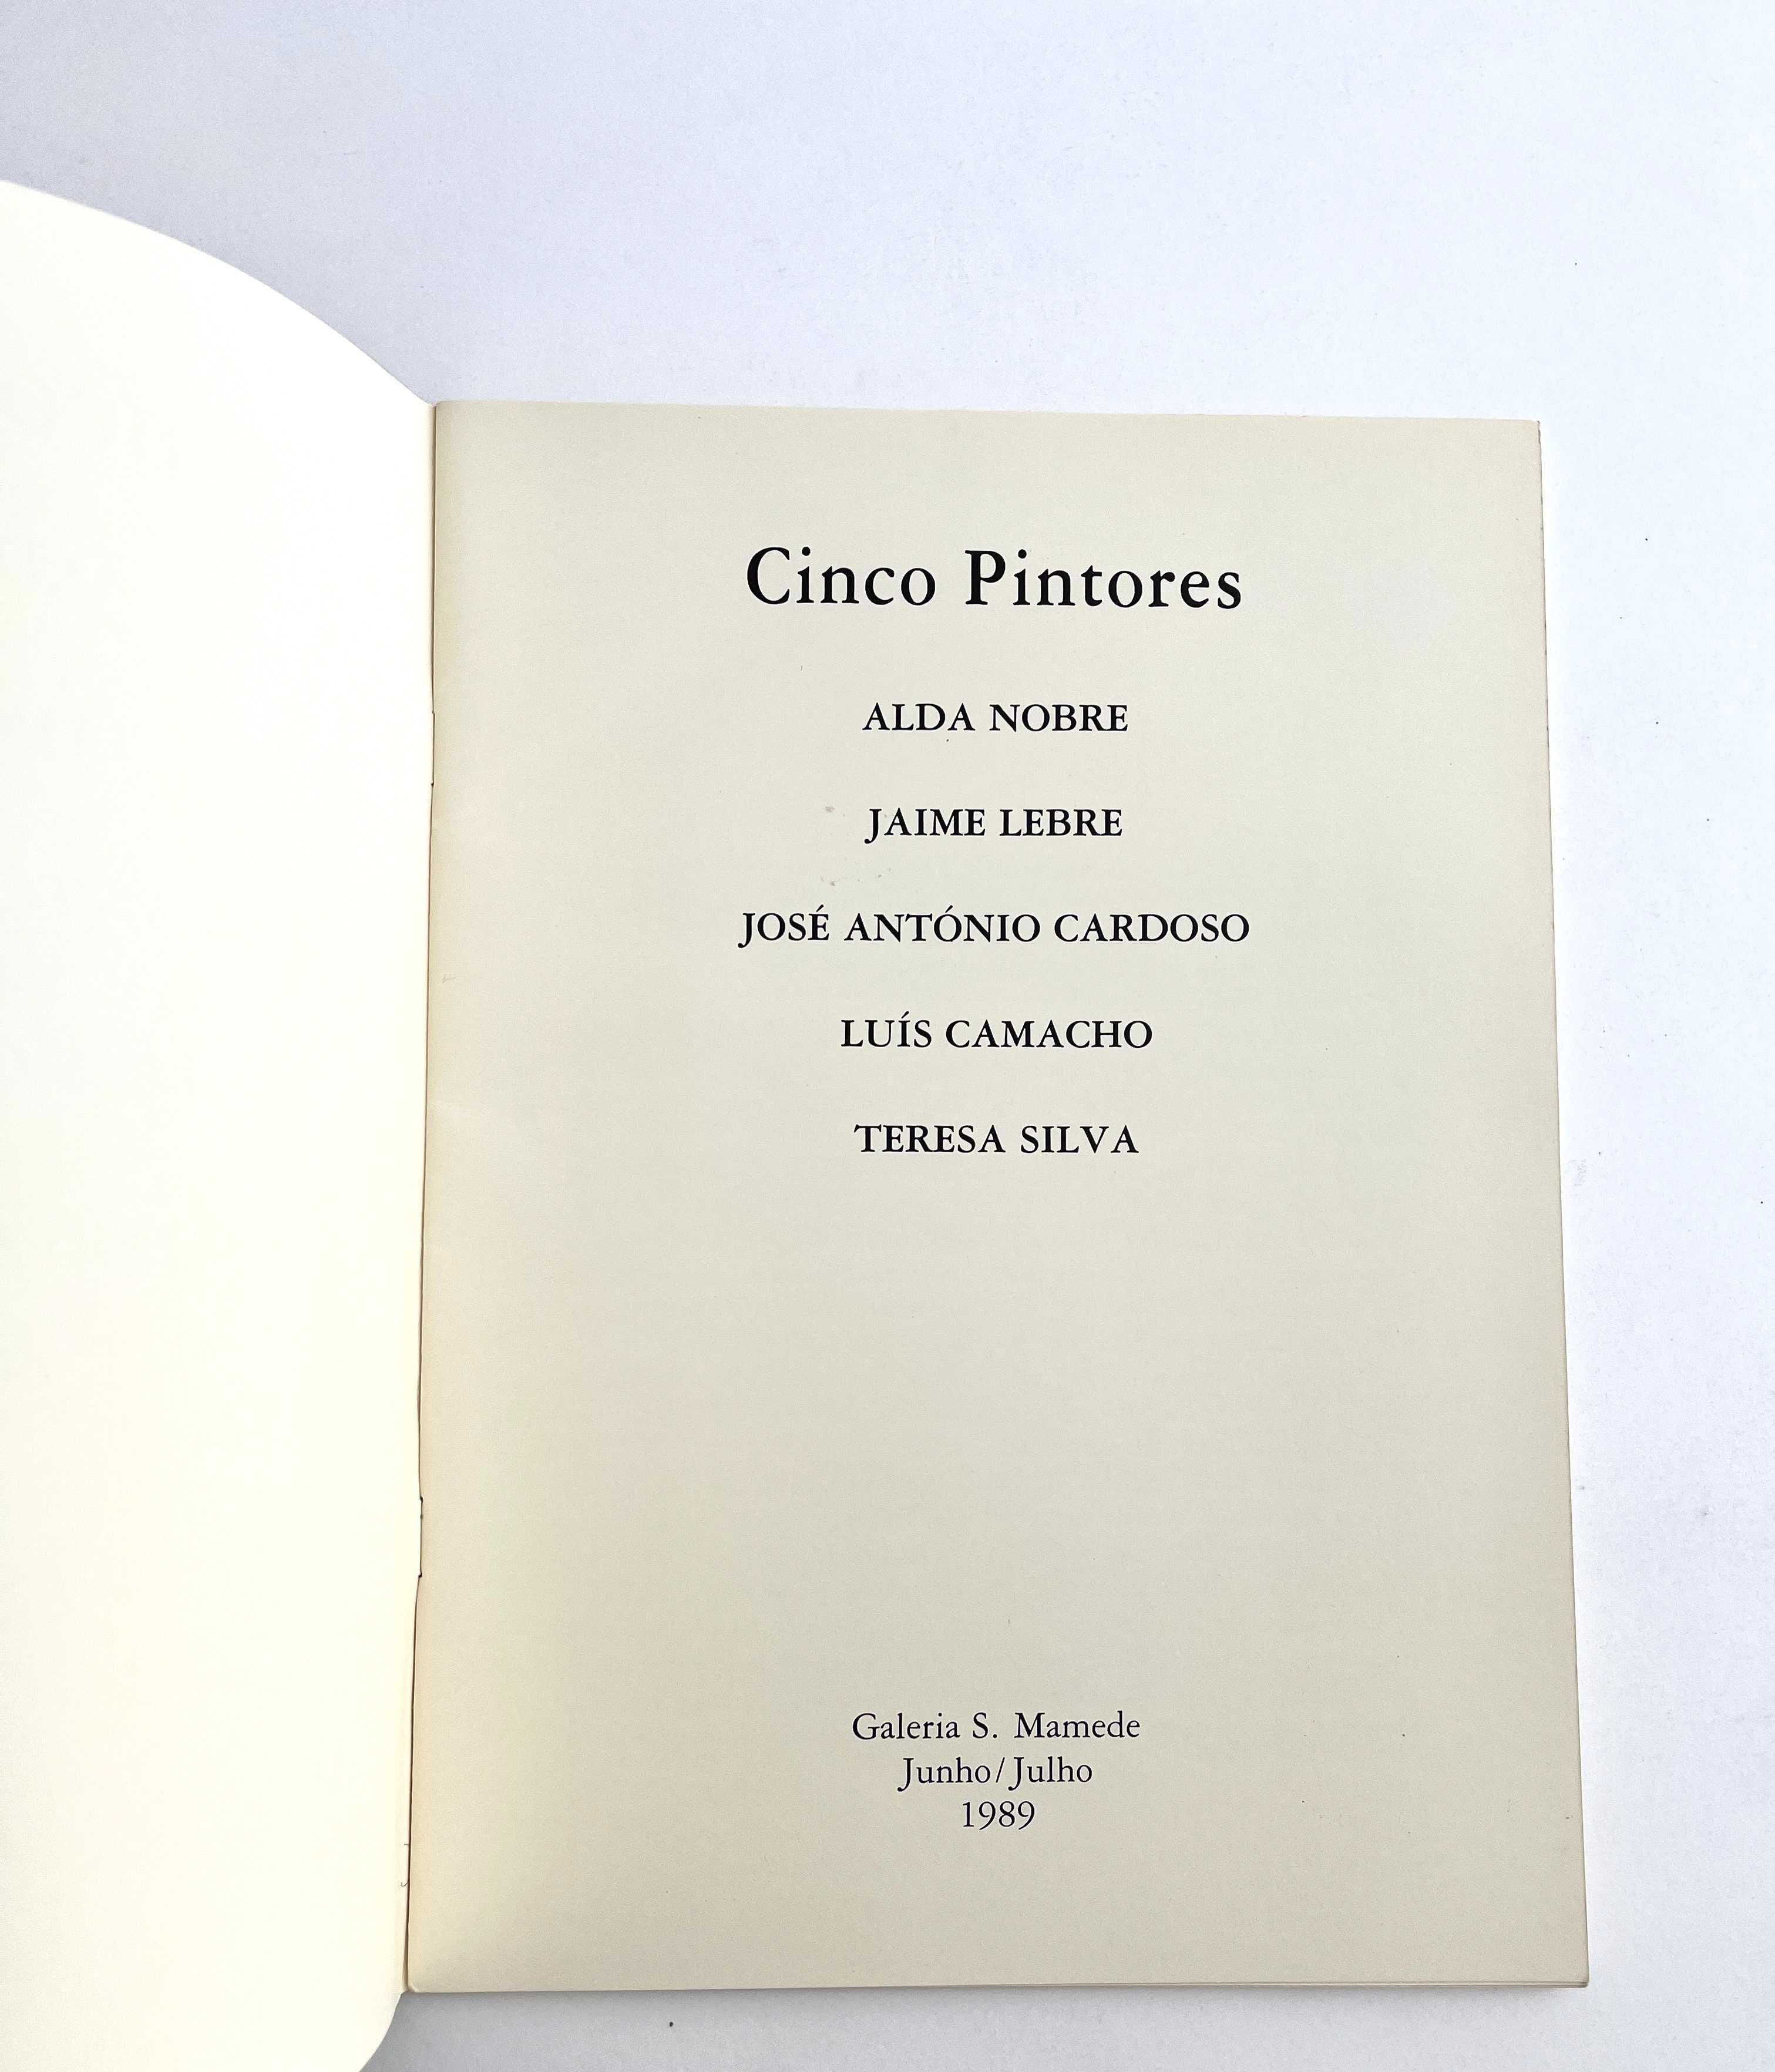 Cinco Pintores
ALDA NOBRE
JAIME LEBRE
JOSÉ ANTÓNIO CARDOSO
LUÍS CAMACHO
TERESA SILVA
Galeria S. Mamede
Junho/Julho
1989